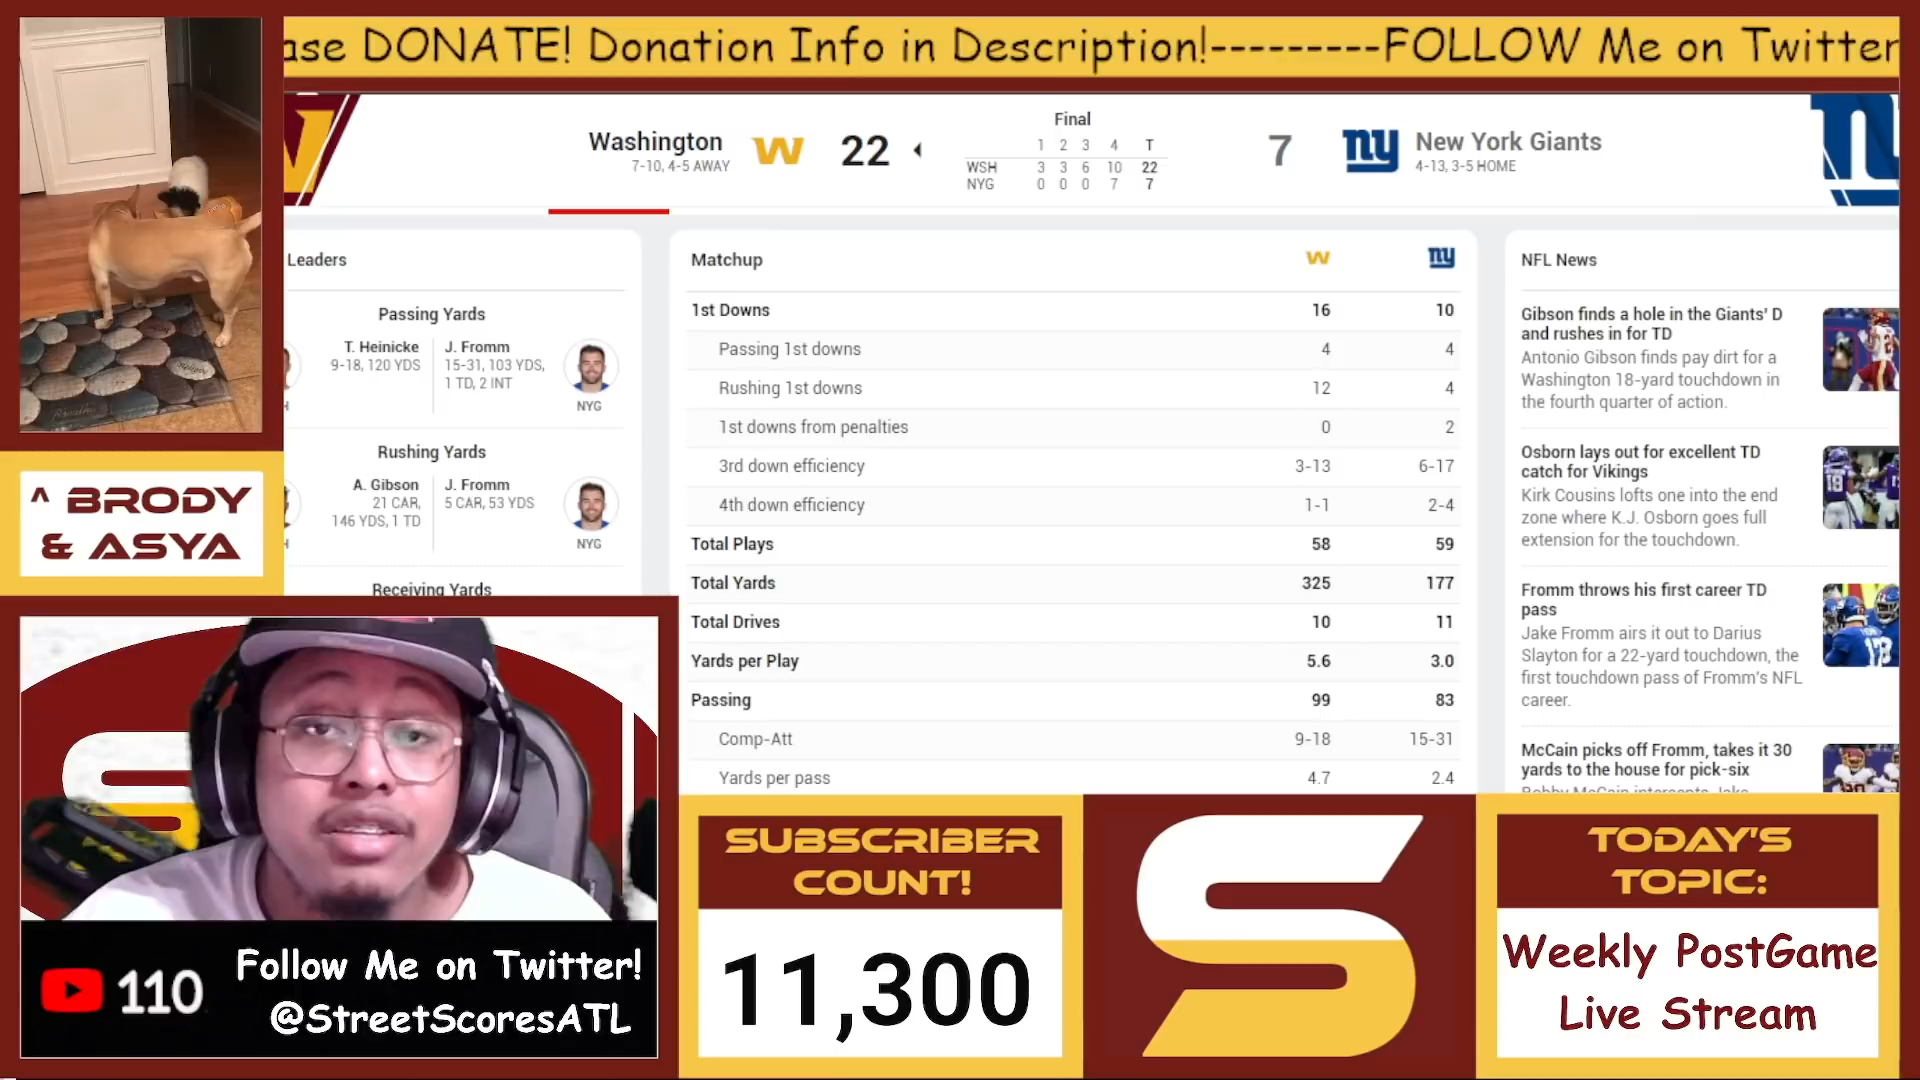 ase DONATE! Donation Info in Description!---------FOLLOW Me on Twitter
Washington
7-10, 4-5 AWAY
22
Final
1 2 3 4 T
WSH 3 3 6 10 22
NYG 0 0 0 7 7
7
ny
New York Giants
4-13, 3-5 HOME
^ BRODY
& ASYA
Leaders
Passing Yards
T. Heinicke
9-18, 120 YDS
J. Fromm
15-31, 103 YDS,
1 TD, 2 INT
NYG
Rushing Yards
A. Gibson
21 CAR,
146 YDS, 1 TD
J. Fromm
5 CAR, 53 YDS
NYG
Receiving Yards
Matchup W ny
1st Downs 16 10
Passing 1st downs 4 4
Rushing 1st downs 12 4
1st downs from penalties 0 2
3rd down efficiency 3-13 6-17
4th down efficiency 1-1 2-4
Total Plays 58 59
Total Yards 325 177
Total Drives 10 11
Yards per Play 5.6 3.0
Passing 99 83
Comp-Att 9-18 15-31
Yards per pass 4.7 2.4
NFL News
Gibson finds a hole in the Giants' D
and rushes in for TD
Antonio Gibson finds pay dirt for a
Washington 18-yard touchdown in
the fourth quarter of action.
Osborn lays out for excellent TD
catch for Vikings
Kirk Cousins lofts one into the end
zone where K.J. Osborn goes full
extension for the touchdown.
Fromm throws his first career TD
pass
Jake Fromm airs it out to Darius
Slayton for a 22-yard touchdown, the
first touchdown pass of Fromm's NFL
career.
McCain picks off Fromm, takes it 30
yards to the house for pick-six
Bobby McCain intercepts Jake
110
Follow Me on Twitter!
@StreetScoresATL
SUBSCRIBER
COUNT!
11,300
S
TODAY'S
TOPIC:
Weekly PostGame
Live Stream